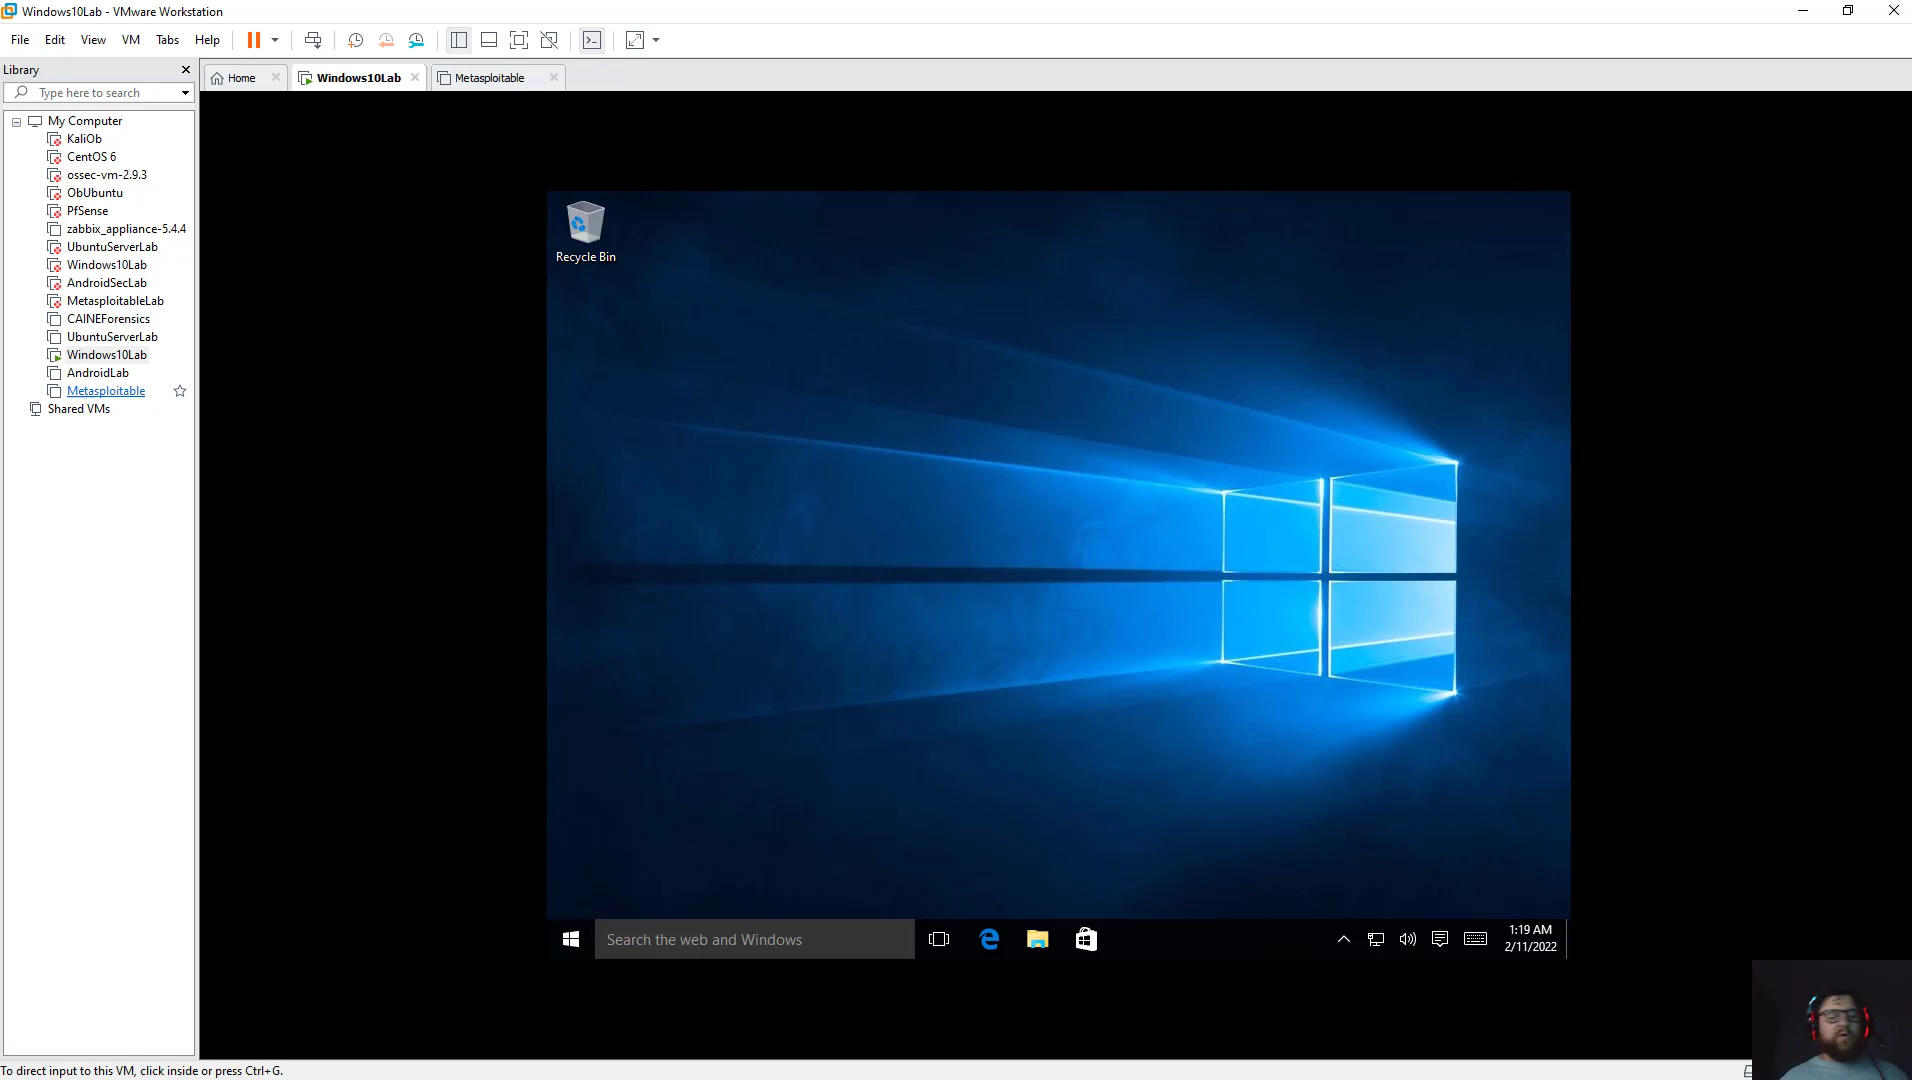 Windows10Lab - VMware Workstation
File Edit View VM Tabs Help
Library
Type here to search
Home
Windows10Lab
Metasploitable
My Computer
KaliOb
CentOS 6
ossec-vm-2.9.3
ObUbuntu
PfSense
zabbix_appliance-5.4.4
UbuntuServerLab
Windows10Lab
AndroidSecLab
MetasploitableLab
CAINEForensics
UbuntuServerLab
Windows10Lab
AndroidLab
Metasploitable
Shared VMs
Recycle Bin
Search the web and Windows
1:19 AM
2/11/2022
To direct input to this VM, click inside or press Ctrl+G.